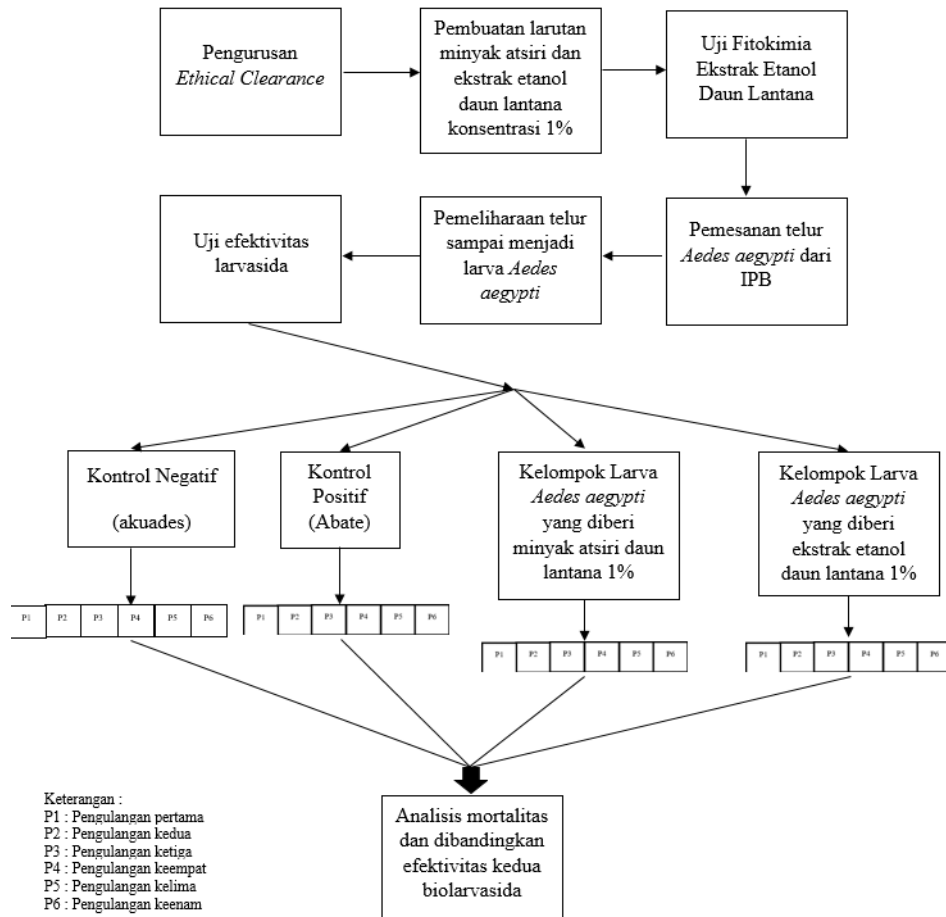 Pengurusan
Ethical Clearance
Pembuatan larutan
minyak atsiri dan
ekstrak etanol
daun lantana
konsentrasi 1%
Uji Fitokimia
Ekstrak Etanol
Daun Lantana
Uji efektivitas
larvasida
Pemeliharaan telur
sampai menjadi
larva Aedes
aegypti
Pemesanan telur
Aedes aegypti dari
IPB
Kontrol Negatif
(akuades)
Kontrol
Positif
(Abate)
Kelompok Larva
Aedes aegypti
yang diberi
minyak atsiri daun
lantana 1%
Kelompok Larva
Aedes aegypti
yang diberi
ekstrak etanol
daun lantana 1%
P1 P2 P3 P4 P5 P6
P1 P2 P3 P4 P5 P6
P1 P2 P3 P4 P5 P6
P1 P2 P3 P4 P5 P6
Analisis mortalitas
dan dibandingkan
efektivitas kedua
biolarvasida
Keterangan :
P1 : Pengulangan pertama
P2 : Pengulangan kedua
P3 : Pengulangan ketiga
P4 : Pengulangan keempat
P5 : Pengulangan kelima
P6 : Pengulangan keenam